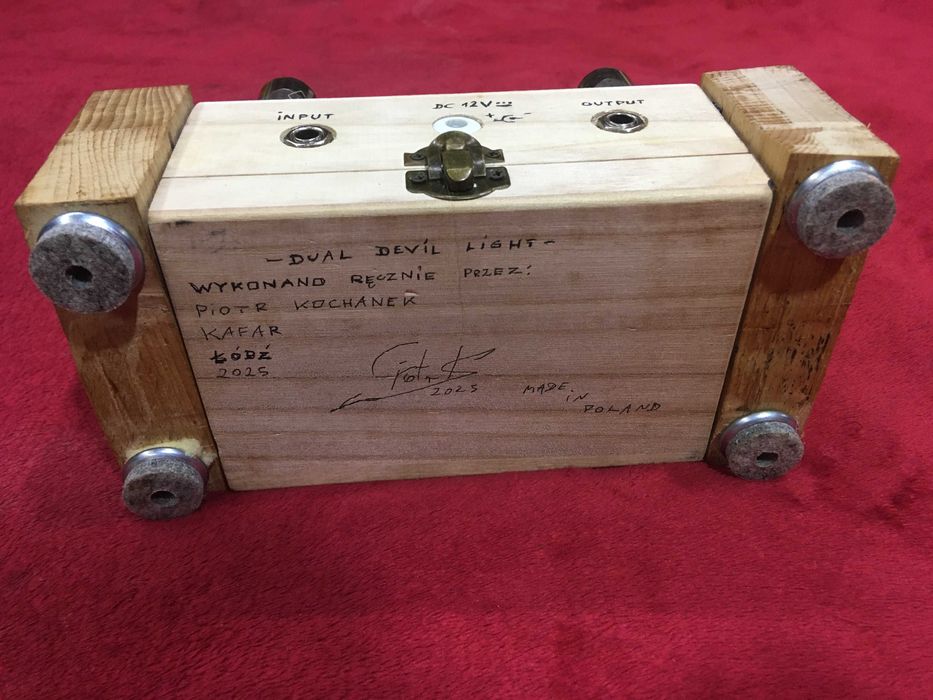 INPUT
DC 12V
+ -
OUTPUT
- DUAL DEVIL LIGHT -
WYKONANO RĘCZNIE PRZEZ:
PIOTR KOCHANEK
KAFAR
ŁÓDŹ
2025
Piotr K
2025
MADE
IN
POLAND